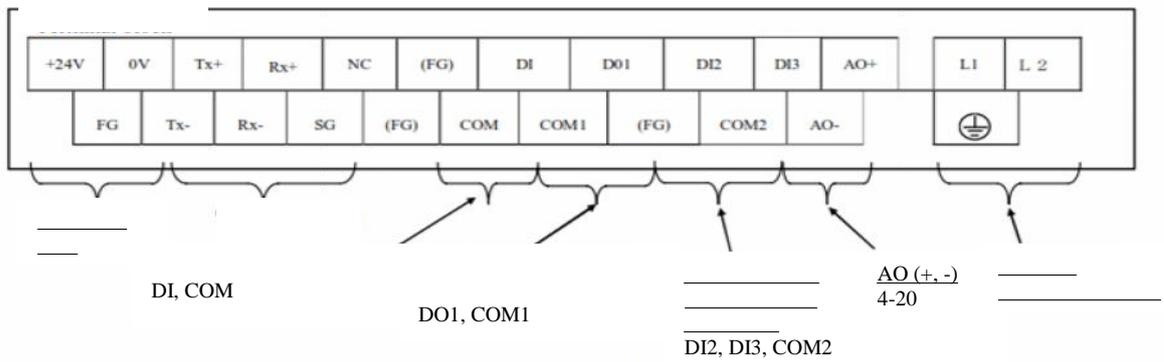 +24V 0V Tx+ Rx+ NC (FG) DI D01 DI2 DI3 AO+ L1 L 2
FG Tx- Rx- SG (FG) COM COM1 (FG) COM2 AO-
AO (+, -)
DI, COM
4-20
DO1, COM1
DI2, DI3, COM2